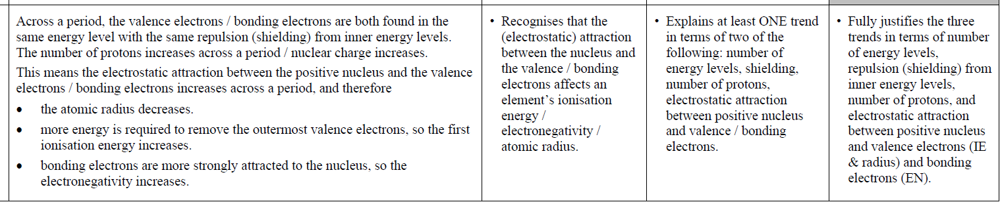 Across a period, the valence electrons / bonding electrons are both found in the
same energy level with the same repulsion (shielding) from inner energy levels.
The number of protons increases across a period / nuclear charge increases.
This means the electrostatic attraction between the positive nucleus and the valence
electrons / bonding electrons increases across a period, and therefore
• the atomic radius decreases.
• more energy is required to remove the outermost valence electrons, so the first
ionisation energy increases.
• bonding electrons are more strongly attracted to the nucleus, so the
electronegativity increases.
• Recognises that the
(electrostatic) attraction
between the nucleus and
the valence / bonding
electrons affects an
element’s ionisation
energy /
electronegativity /
atomic radius.
• Explains at least ONE trend
in terms of two of the
following: number of
energy levels, shielding,
number of protons,
electrostatic attraction
between positive nucleus
and valence / bonding
electrons.
• Fully justifies the three
trends in terms of number
of energy levels,
repulsion (shielding) from
inner energy levels,
number of protons, and
electrostatic attraction
between positive nucleus
and valence electrons (IE
& radius) and bonding
electrons (EN).